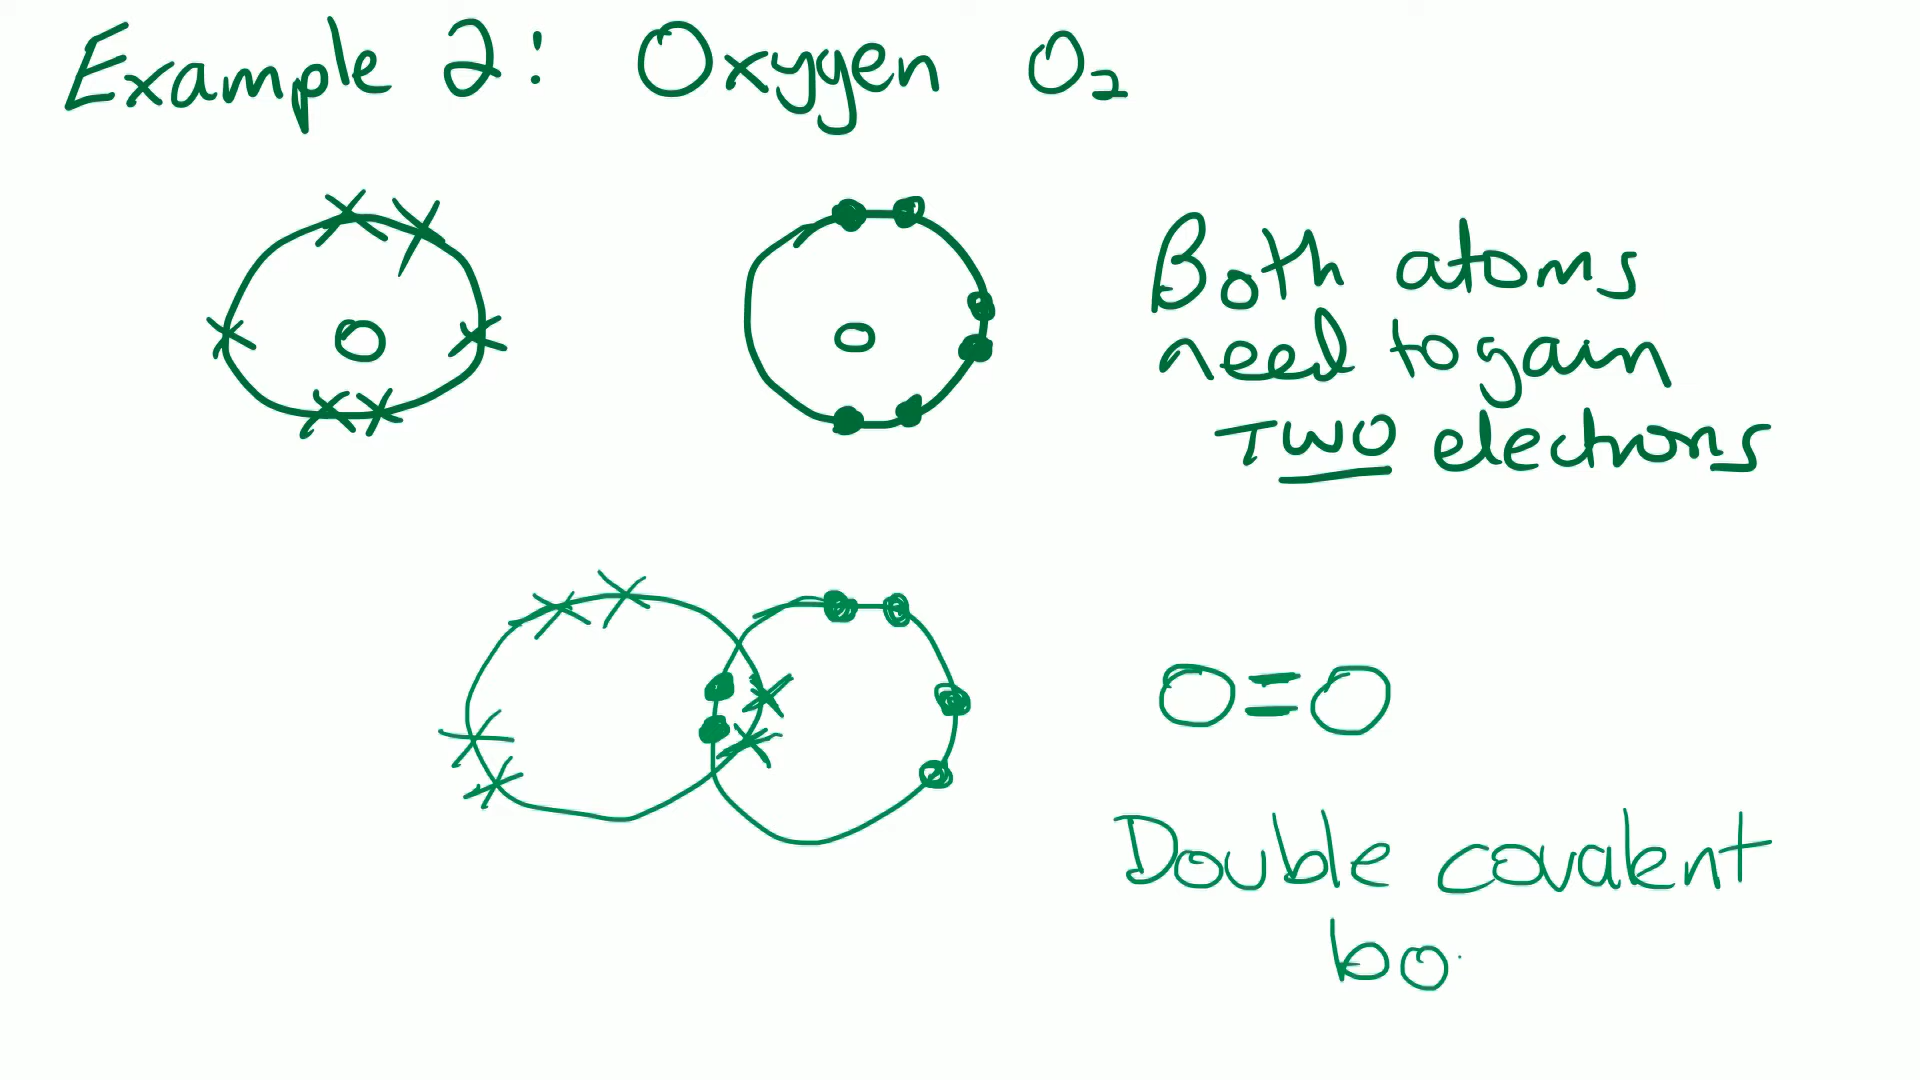 Example 2: Oxygen O₂
O
O
Both atoms
need to gain
TWO electrons
O=O
Double covalent
bo